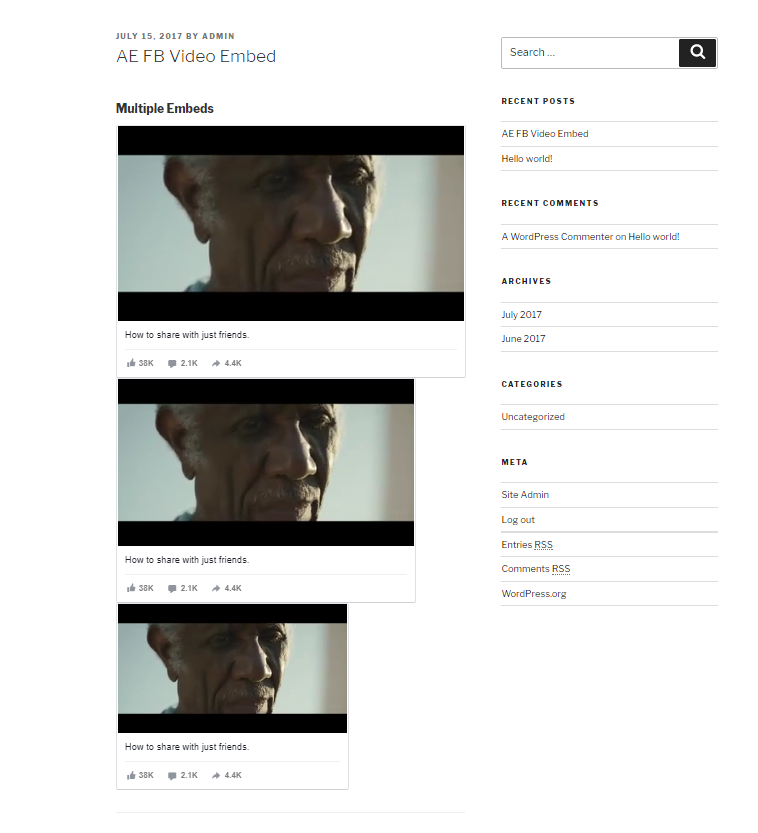 JULY 15, 2017 BY ADMIN
AE FB Video Embed
Multiple Embeds
How to share with just friends.
38K 2.1K 4.4K
How to share with just friends.
38K 2.1K 4.4K
How to share with just friends.
38K 2.1K 4.4K
Search ...
RECENT POSTS
AE FB Video Embed
Hello world!
RECENT COMMENTS
A WordPress Commenter on Hello world!
ARCHIVES
July 2017
June 2017
CATEGORIES
Uncategorized
META
Site Admin
Log out
Entries RSS
Comments RSS
WordPress.org